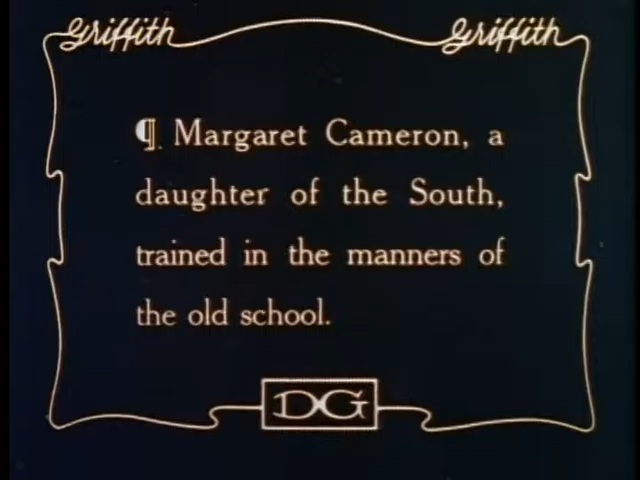 Griffith Griffith
¶ Margaret Cameron, a
daughter of the South,
trained in the manners of
the old school.
DG